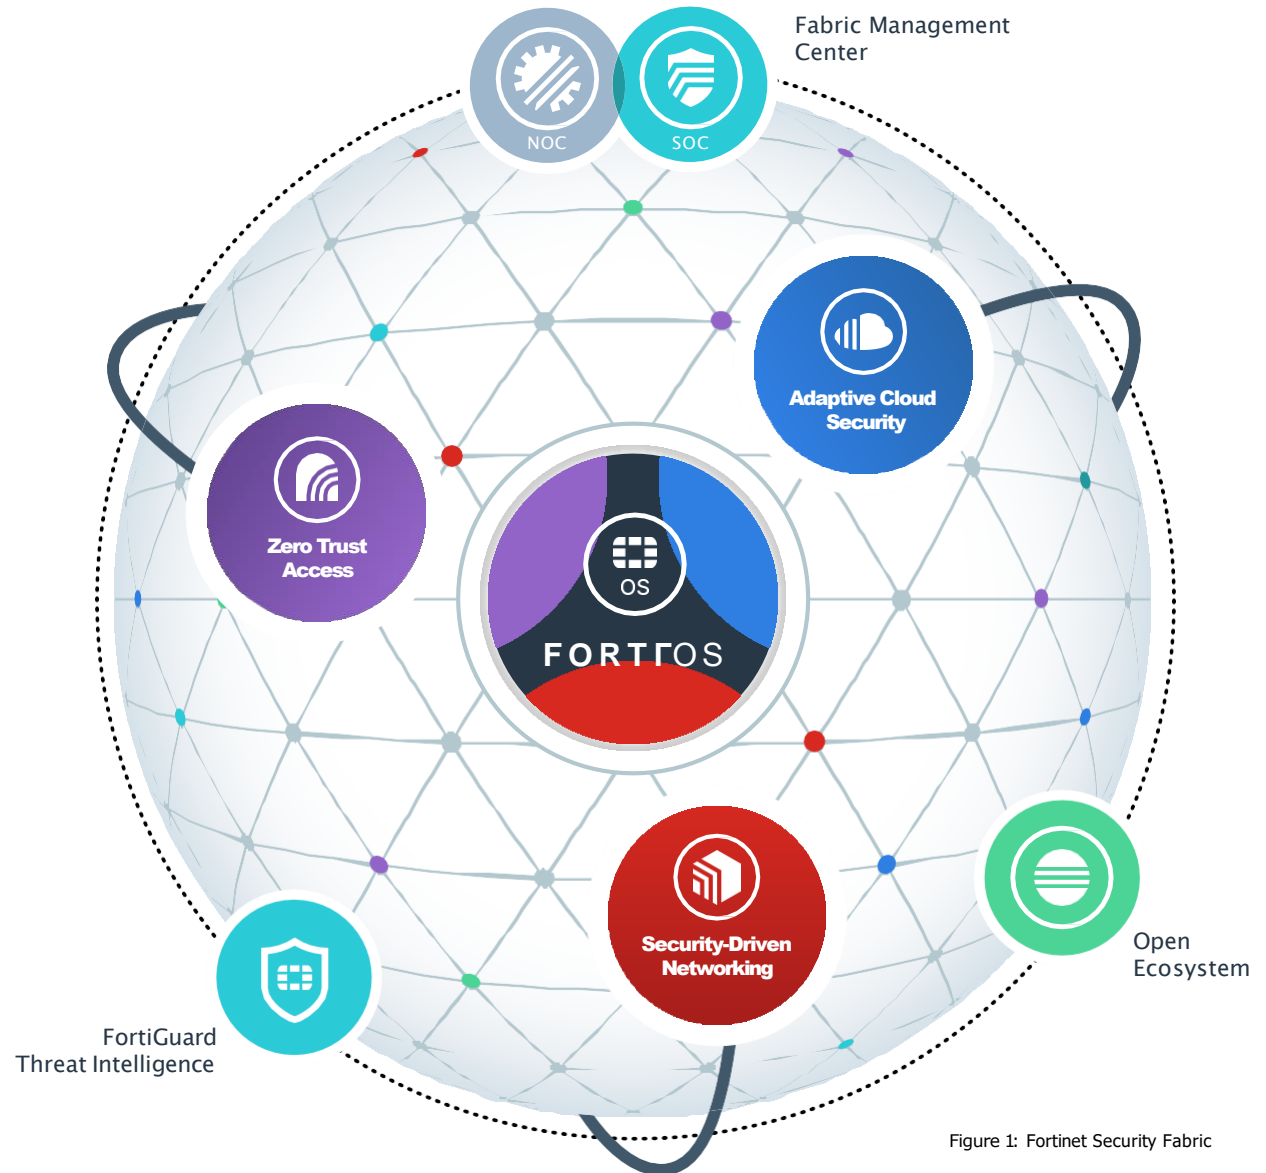 Fabric Management
Center
NOC
SOC
Adaptive Cloud
Security
Zero Trust
Access
OS
FORTIOS
Security-Driven
Networking
Open
Ecosystem
FortiGuard
Threat Intelligence
Figure 1: Fortinet Security Fabric